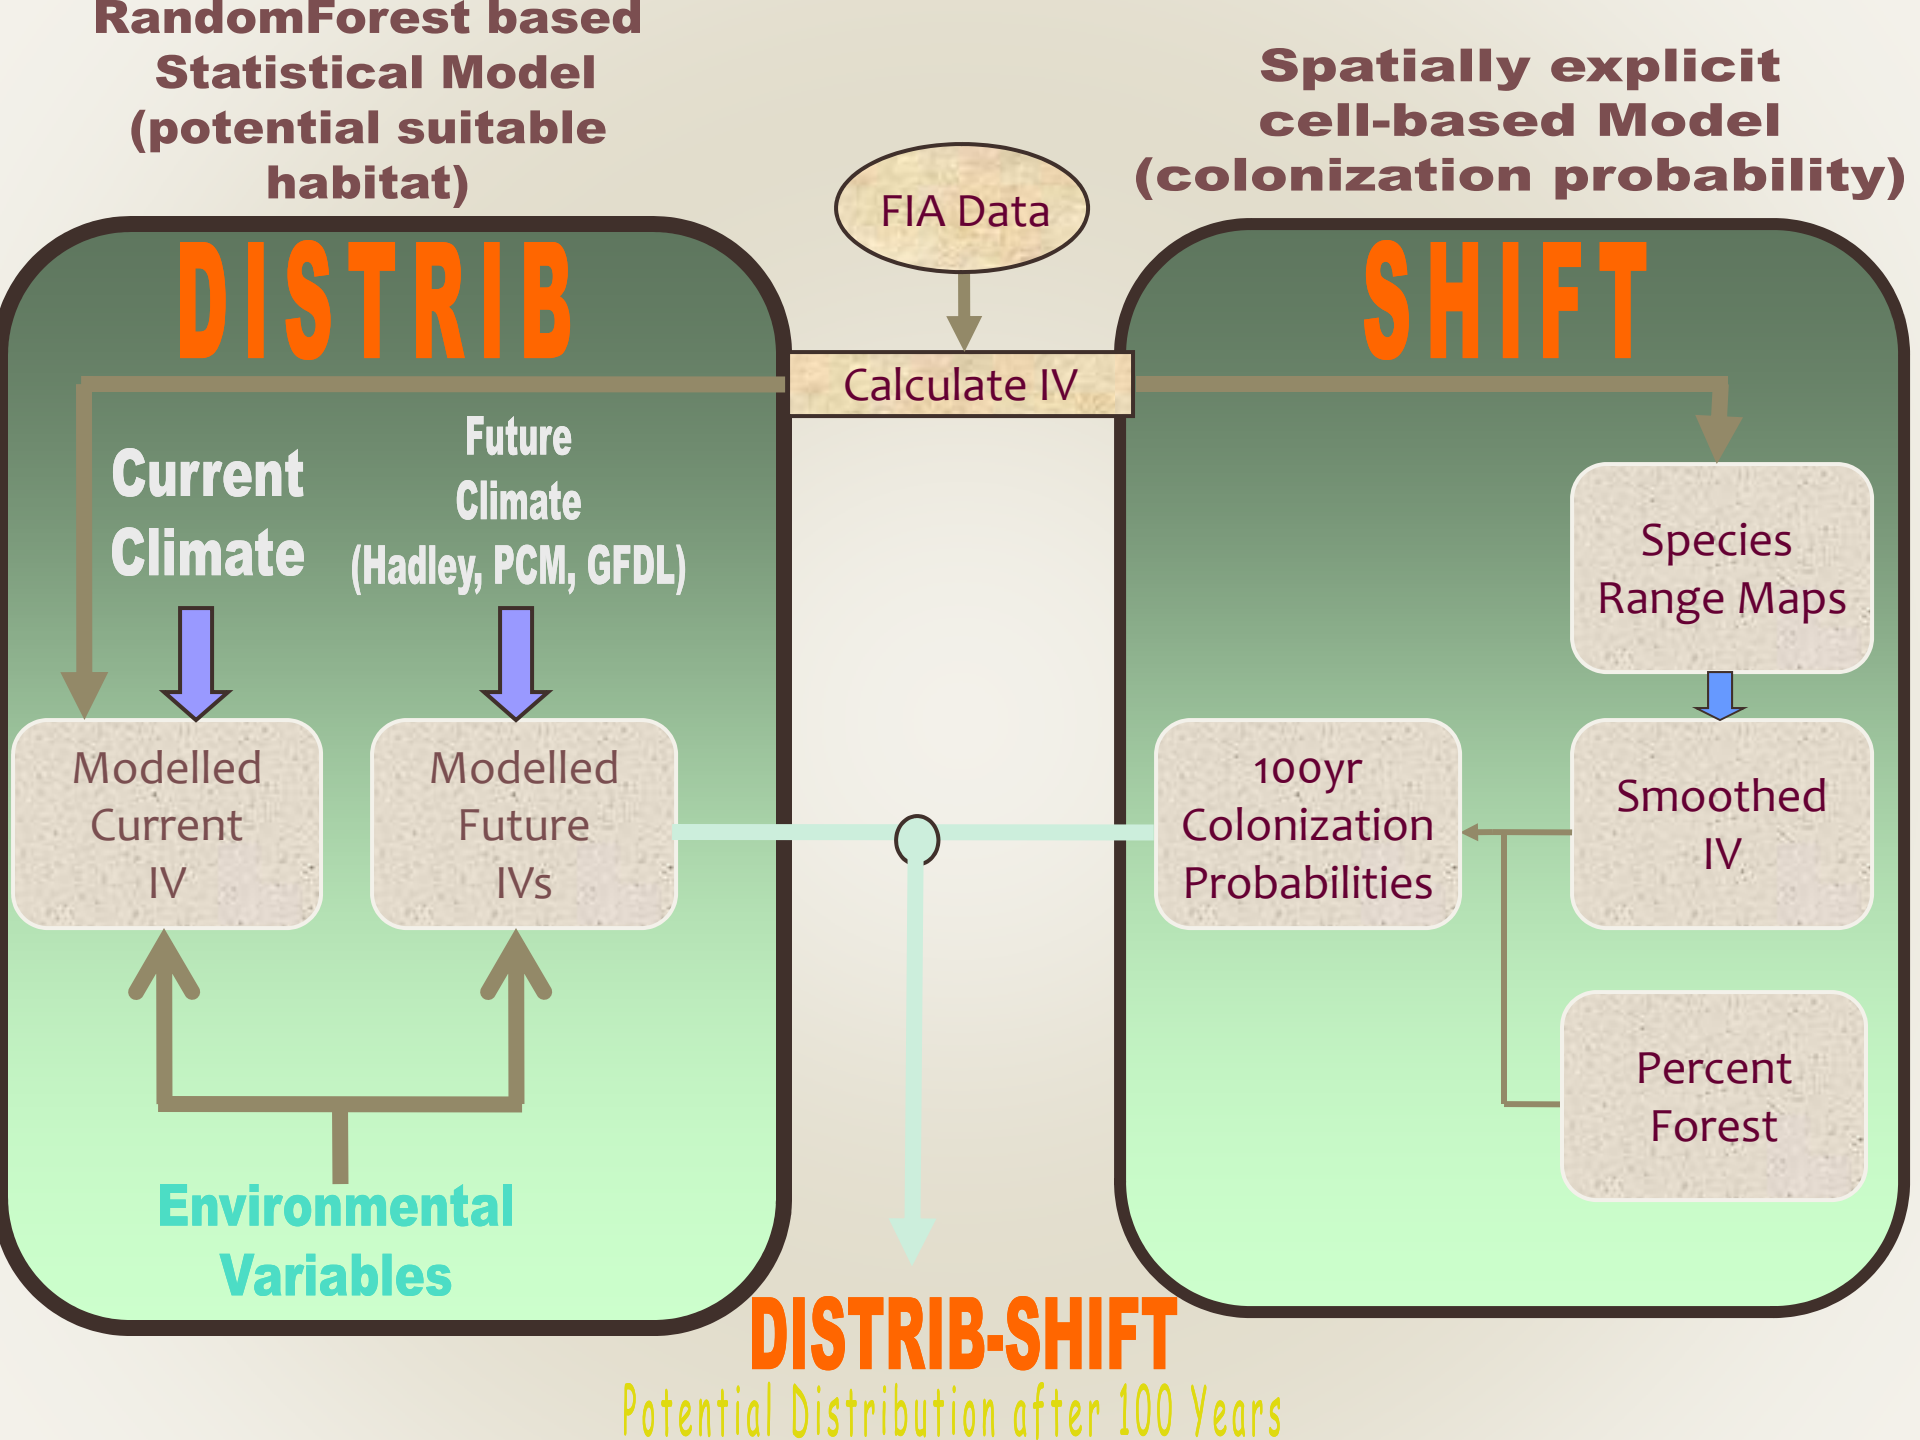 RandomForest based
Statistical Model
(potential suitable
habitat)
Spatially explicit
cell-based Model
(colonization probability)
FIA Data
DISTRIB
SHIFT
Calculate IV
Current
Climate
Future
Climate
(Hadley, PCM, GFDL)
Species
Range Maps
Modelled
Current
IV
Modelled
Future
IVs
100yr
Colonization
Probabilities
Smoothed
IV
Percent
Forest
Environmental
Variables
DISTRIB-SHIFT
Potential Distribution after 100 Years